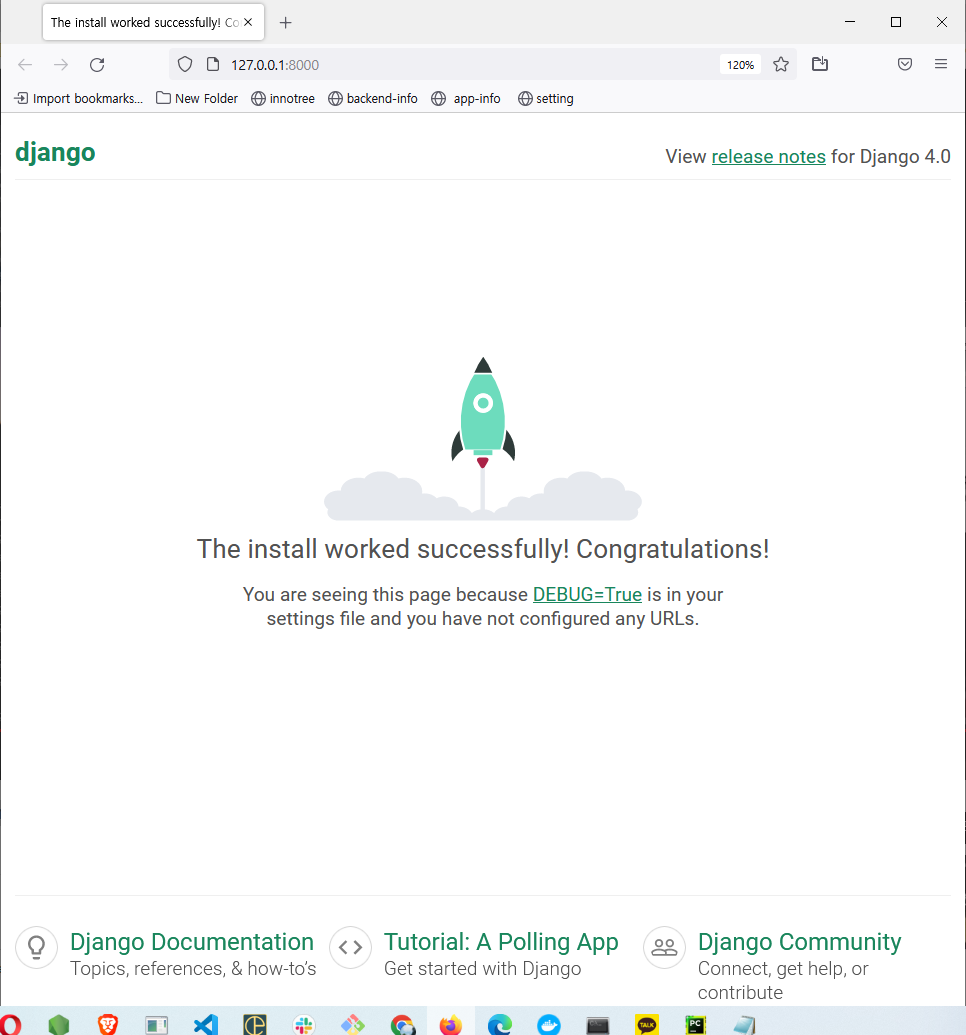 The install worked successfully! Co
127.0.0.1:8000
120%
Import bookmarks...
New Folder
innotree
backend-info
app-info
setting
django
View release notes for Django 4.0
The install worked successfully! Congratulations!
You are seeing this page because DEBUG=True is in your
settings file and you have not configured any URLs.
Django Documentation
Topics, references, & how-to’s
Tutorial: A Polling App
Get started with Django
Django Community
Connect, get help, or
contribute
TALK
PC